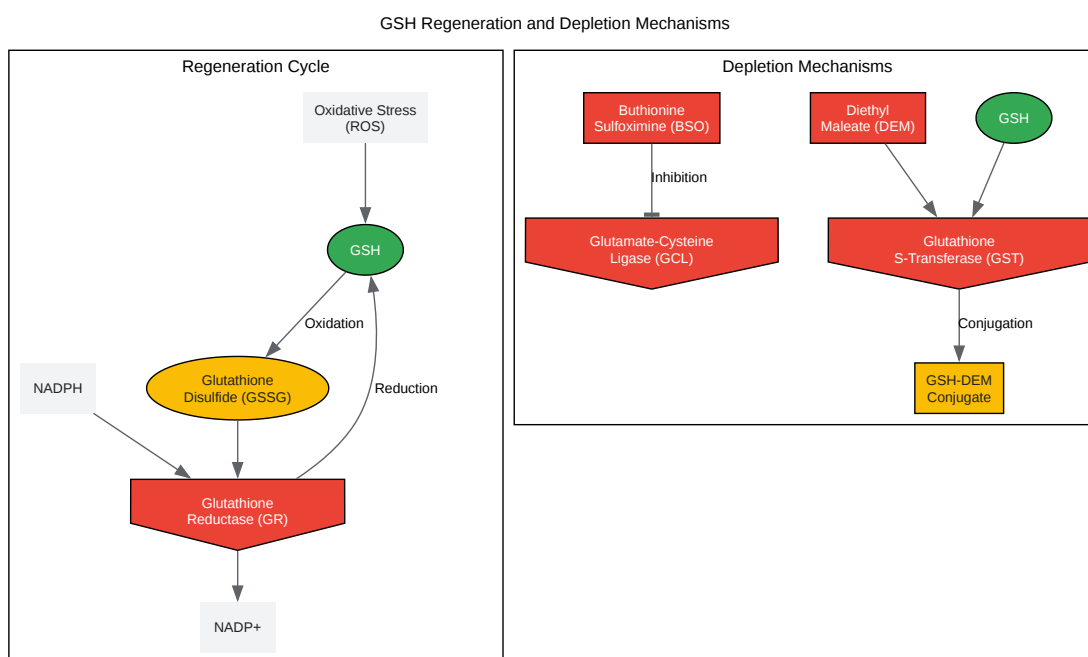 GSH Regeneration and Depletion Mechanisms
Regeneration Cycle
Oxidative Stress
(ROS)
GSH
Oxidation
Glutathione
Disulfide (GSSG)
NADPH
Reduction
Glutathione
Reductase (GR)
NADP+
Depletion Mechanisms
Buthionine
Sulfoximine (BSO)
Diethyl
Maleate (DEM)
GSH
Inhibition
Glutamate-Cysteine
Ligase (GCL)
Glutathione
S-Transferase (GST)
Conjugation
GSH-DEM
Conjugate